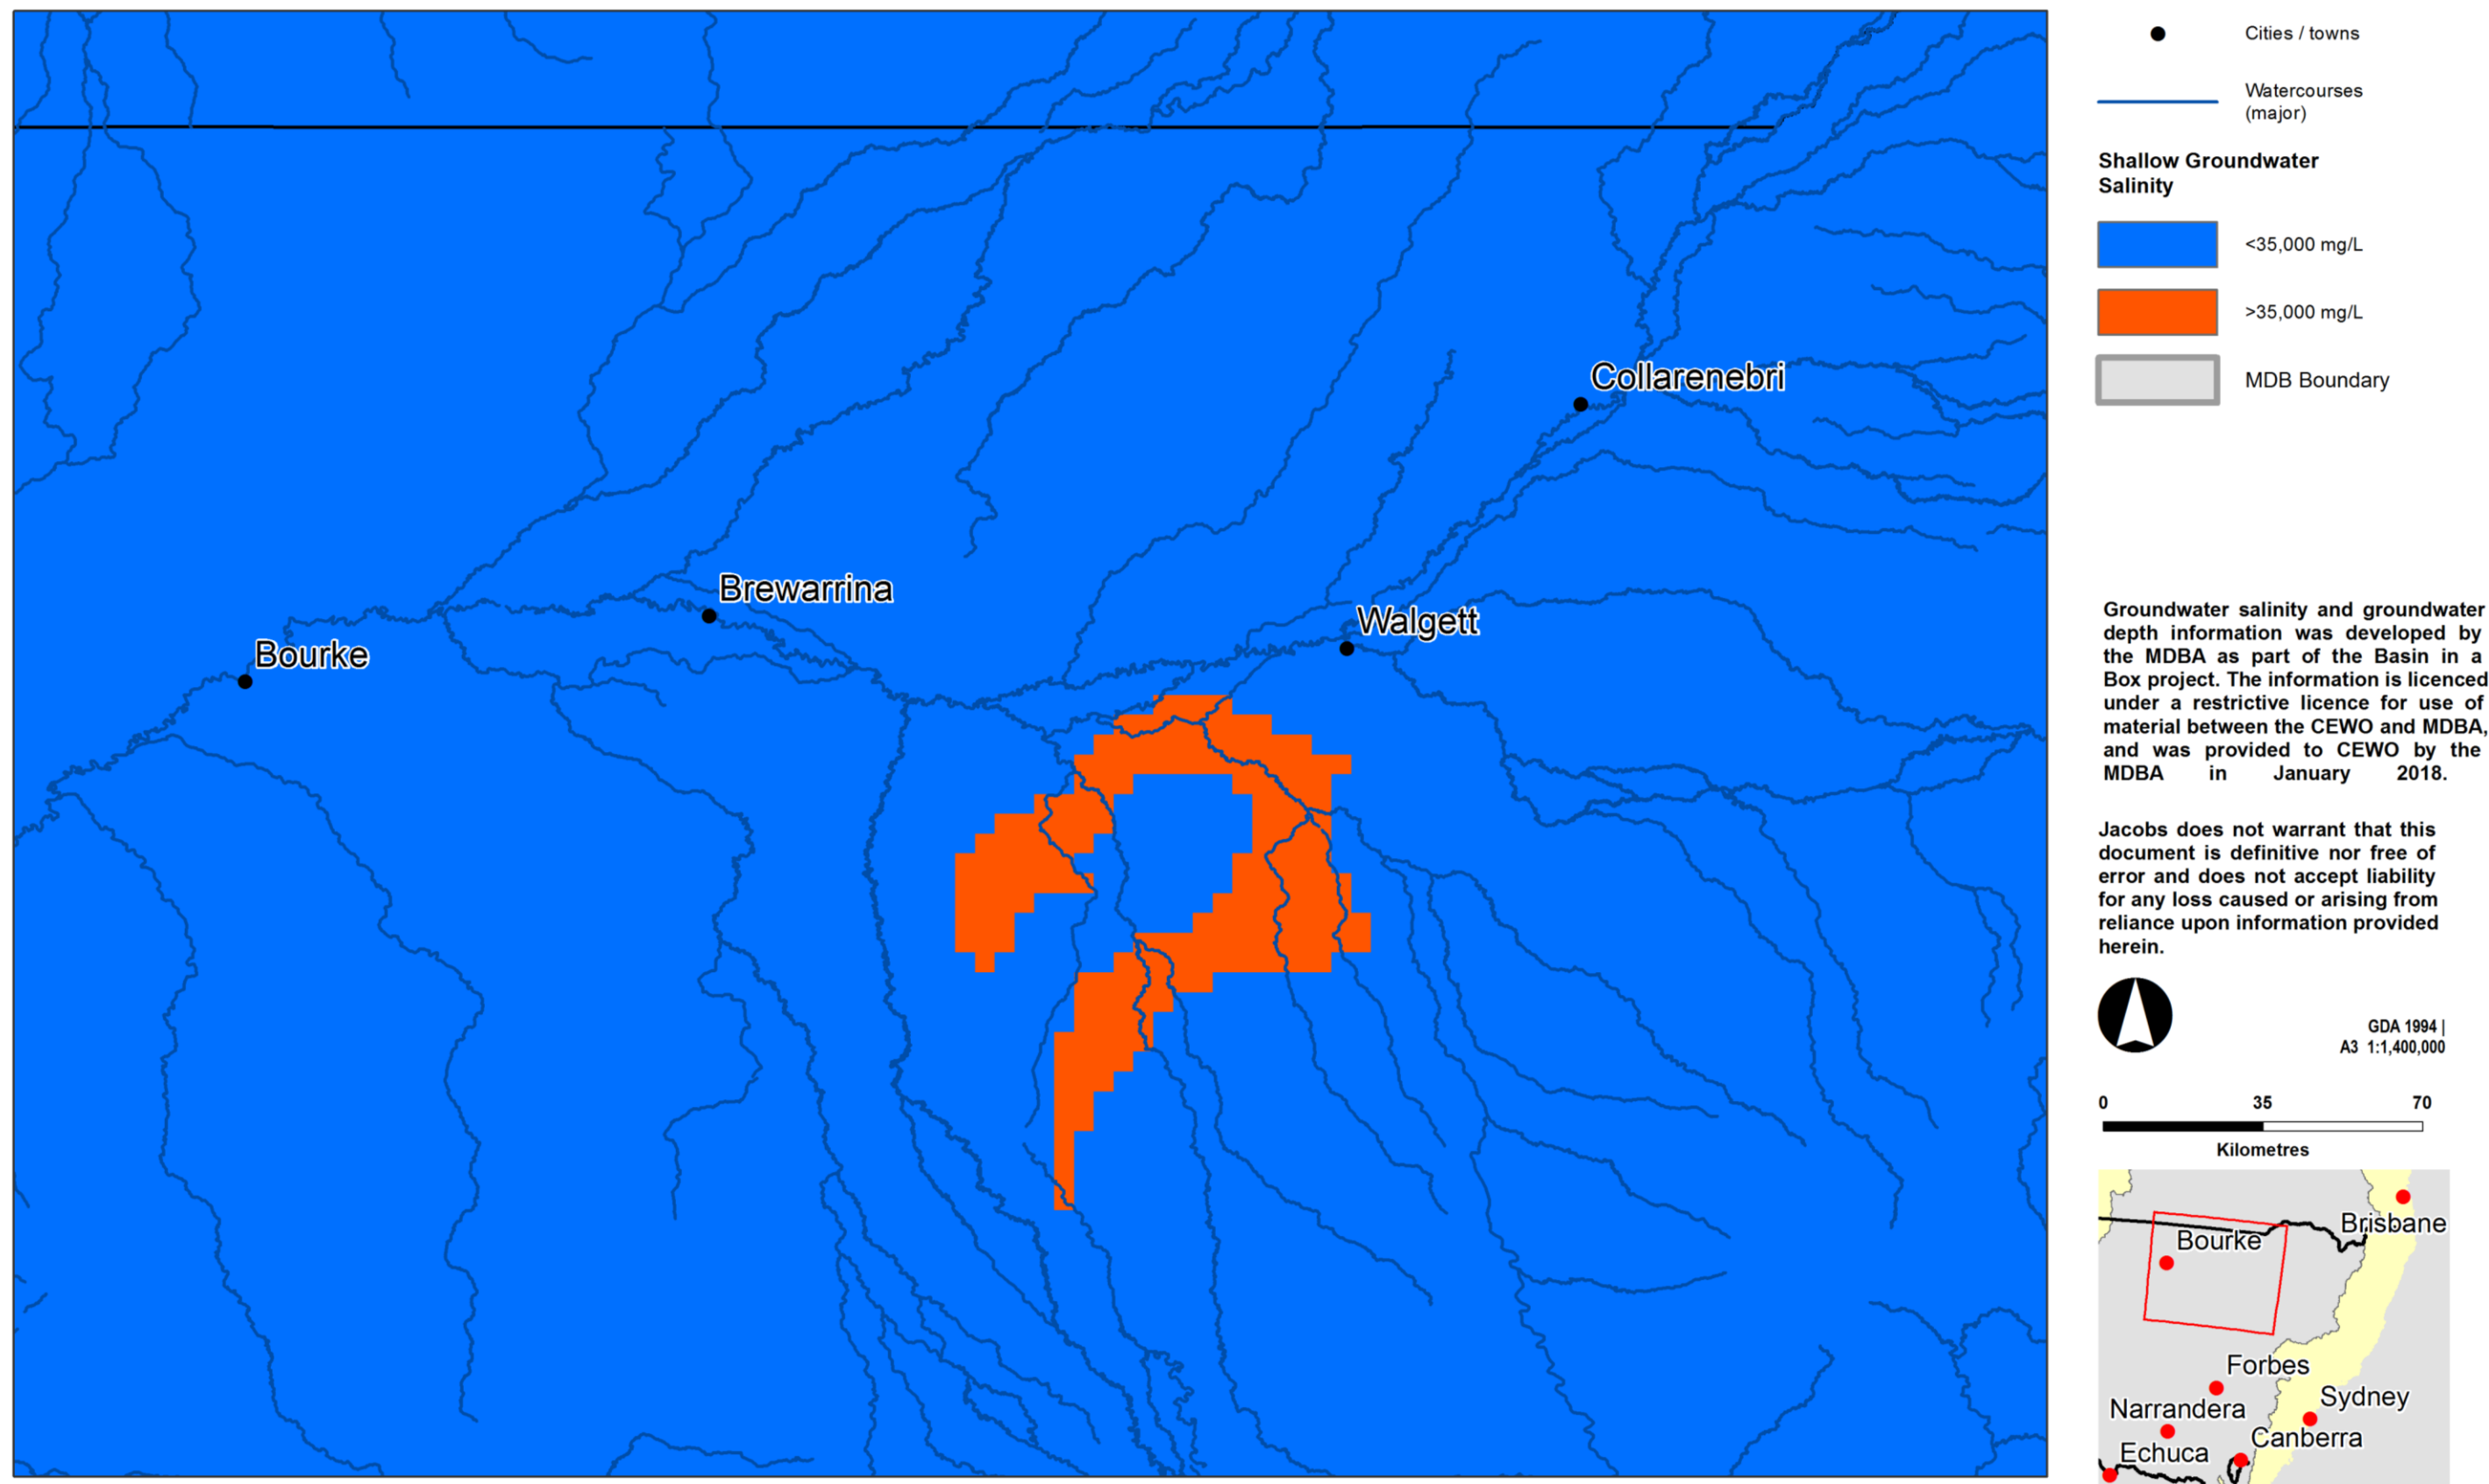 Collarenebri
Brewarrina
Walgett
Bourke
Cities / towns
Watercourses
(major)
Shallow Groundwater
Salinity
<35,000 mg/L
>35,000 mg/L
MDB Boundary
Groundwater salinity and groundwater
depth information was developed by
the MDBA as part of the Basin in a
Box project. The information is licenced
under a restrictive licence for use of
material between the CEWO and MDBA,
and was provided to CEWO by the
MDBA in January 2018.
Jacobs does not warrant that this
document is definitive nor free of
error and does not accept liability
for any loss caused or arising from
reliance upon information provided
herein.
GDA 1994 |
A3 1:1,400,000
0 35 70
Kilometres
Brisbane
Bourke
Forbes
Sydney
Narrandera
Canberra
Echuca